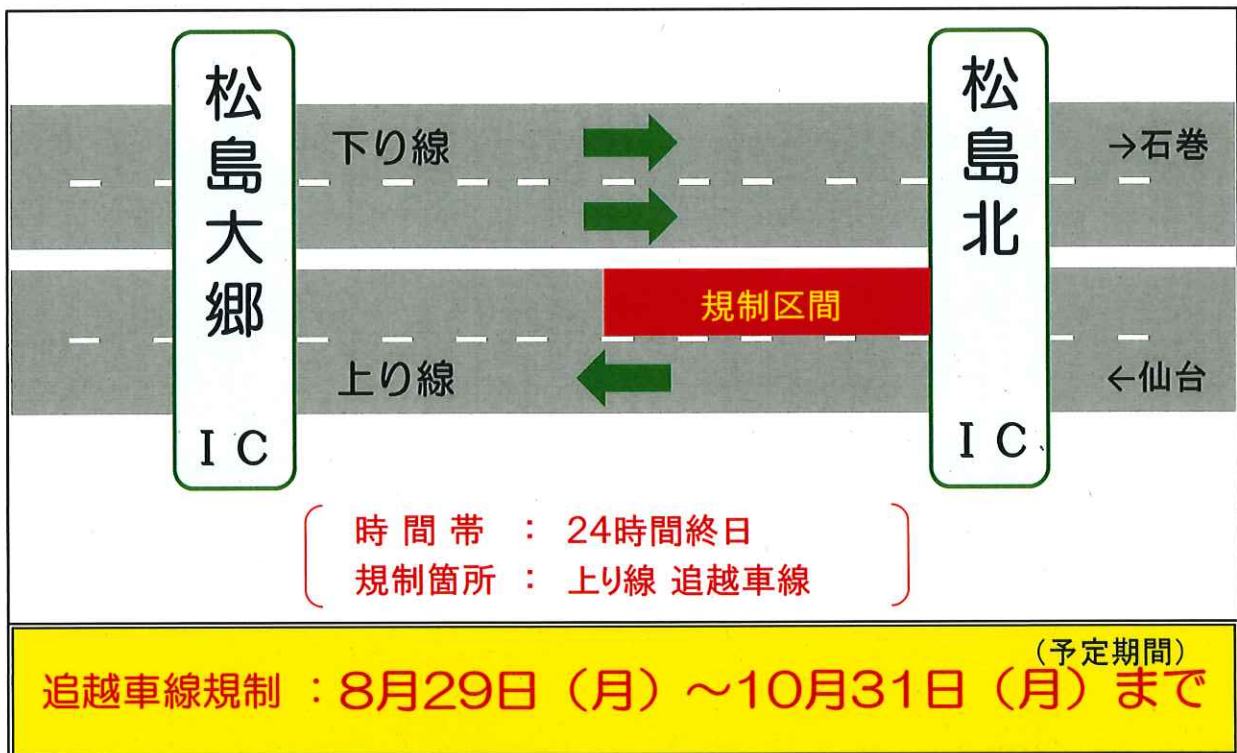 松島大郷IC
松島北IC
下り線
→石巻
規制区間
上り線
←仙台
時間帯 : 24時間終日
規制箇所 : 上り線 追越車線
(予定期間)
追越車線規制 : 8月29日(月)~10月31日(月)まで